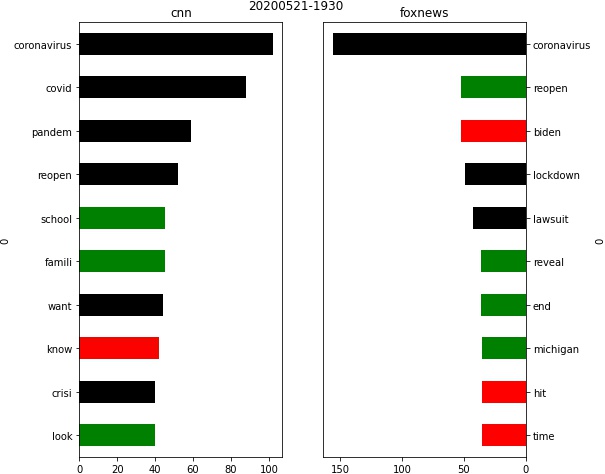 20200521-1930
cnn
foxnews
coronavirus
covid
pandem
reopen
school
famili
want
know
crisi
look
0 20 40 60 80 100
0
coronavirus
reopen
biden
lockdown
lawsuit
reveal
end
michigan
hit
time
150 100 50 0
0